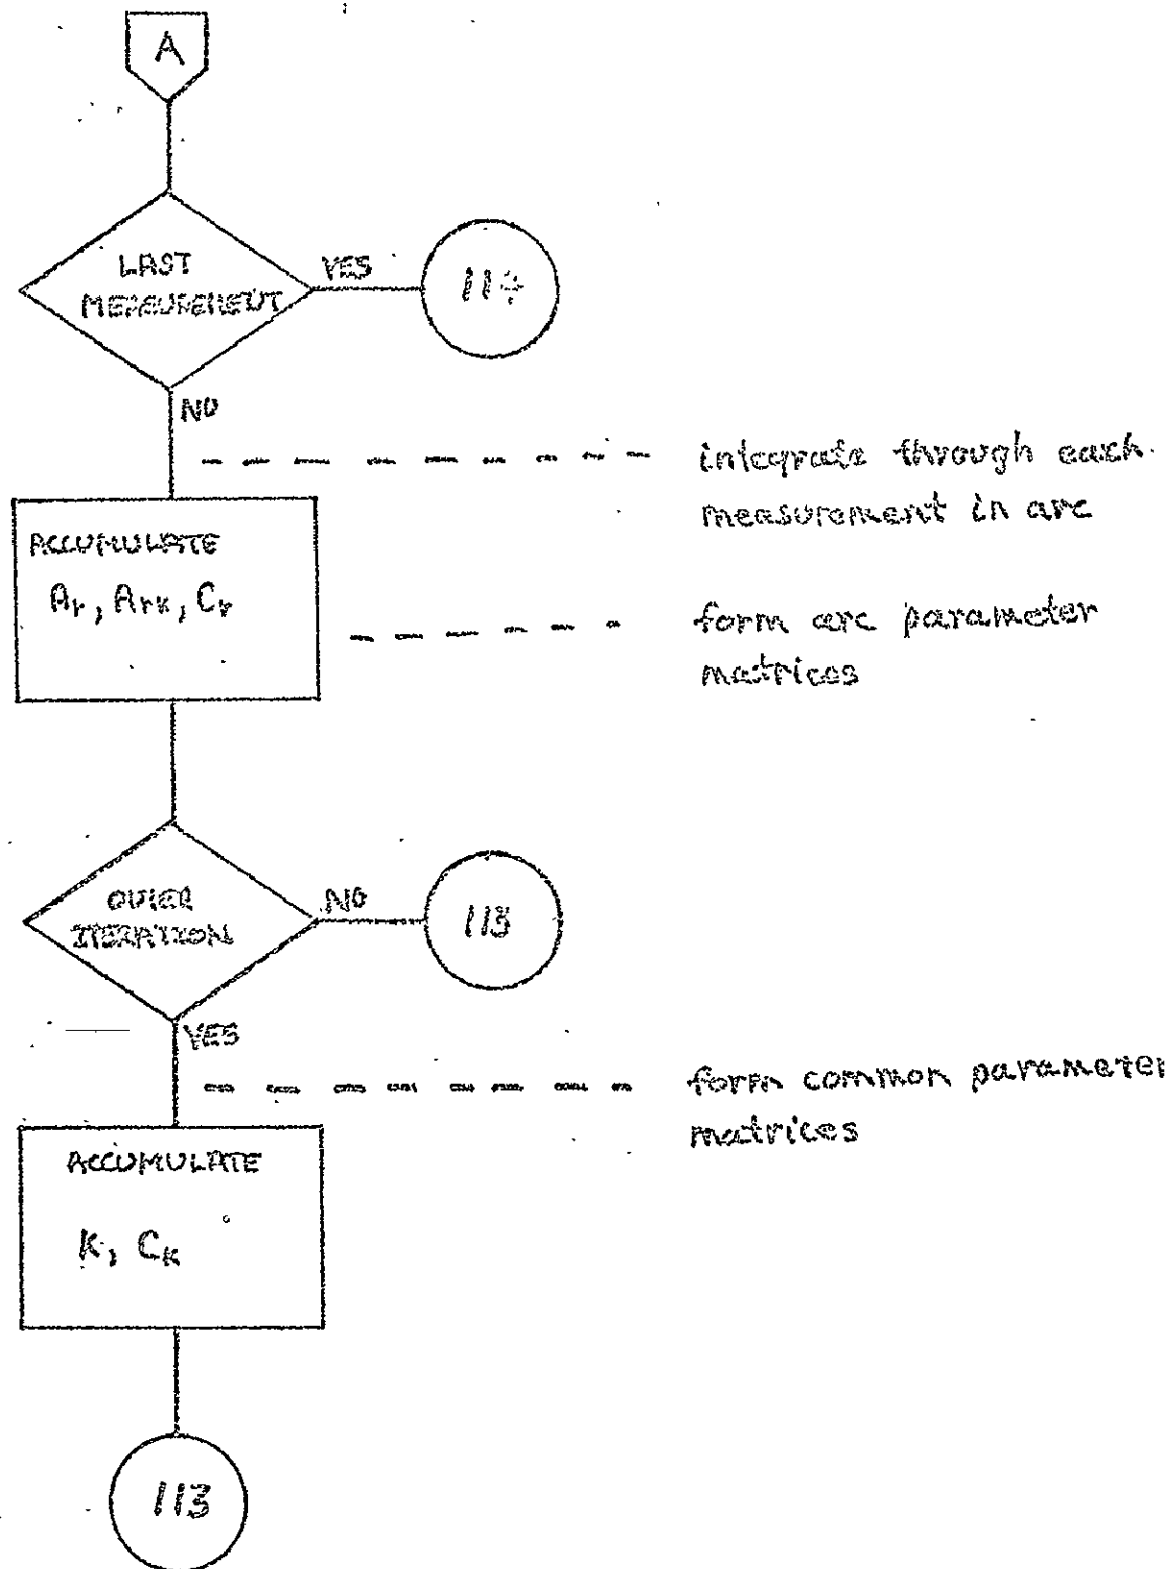 A
LAST
MEASUREMENT
YES
114
NO
integrate through each
measurement in arc
ACCUMULATE
Ar, Ark, Cr
form arc parameter
matrices
OUTER
ITERATION
NO
113
YES
form common parameter
matrices
ACCUMULATE
K, Ck
113